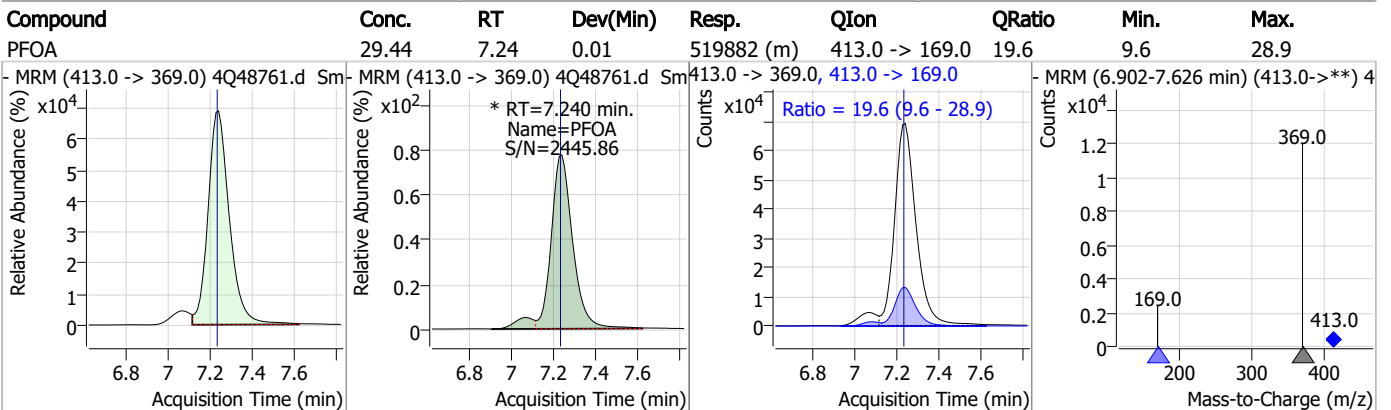 Compound Conc. RT Dev(Min) Resp. QIon QRatio Min. Max.
PFOA 29.44 7.24 0.01 519882 (m) 413.0 -> 169.0 19.6 9.6 28.9
- MRM (413.0 -> 369.0) 4Q48761.d Sm
Relative Abundance (%)
x10⁴
6
5
4
3
2
1
0
6.8 7 7.2 7.4 7.6
Acquisition Time (min)
- MRM (413.0 -> 369.0) 4Q48761.d Sm
Relative Abundance (%)
x10²
* RT=7.240 min.
Name=PFOA
S/N=2445.86
0.8
0.6
0.4
0.2
0
6.8 7 7.2 7.4 7.6
Acquisition Time (min)
413.0 -> 369.0, 413.0 -> 169.0
Counts
x10⁴
Ratio = 19.6 (9.6 - 28.9)
6
5
4
3
2
1
0
6.8 7 7.2 7.4 7.6
Acquisition Time (min)
- MRM (6.902-7.626 min) (413.0->**) 4
Counts
x10⁴
1.2
1
0.8
0.6
0.4
0.2
0
369.0
169.0
413.0
200 300 400
Mass-to-Charge (m/z)